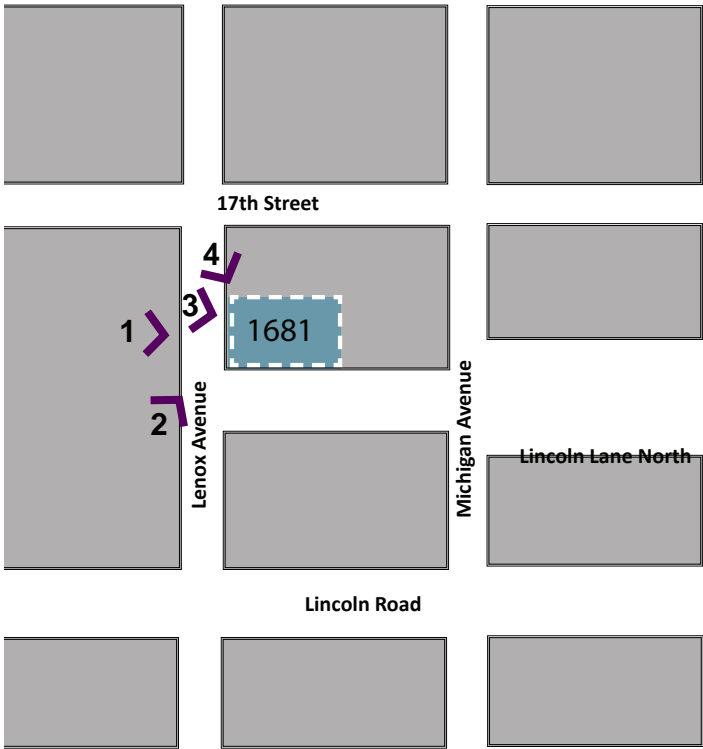 17th Street
4
3
1
1681
2
Lenox Avenue
Michigan Avenue
Lincoln Lane North
Lincoln Road